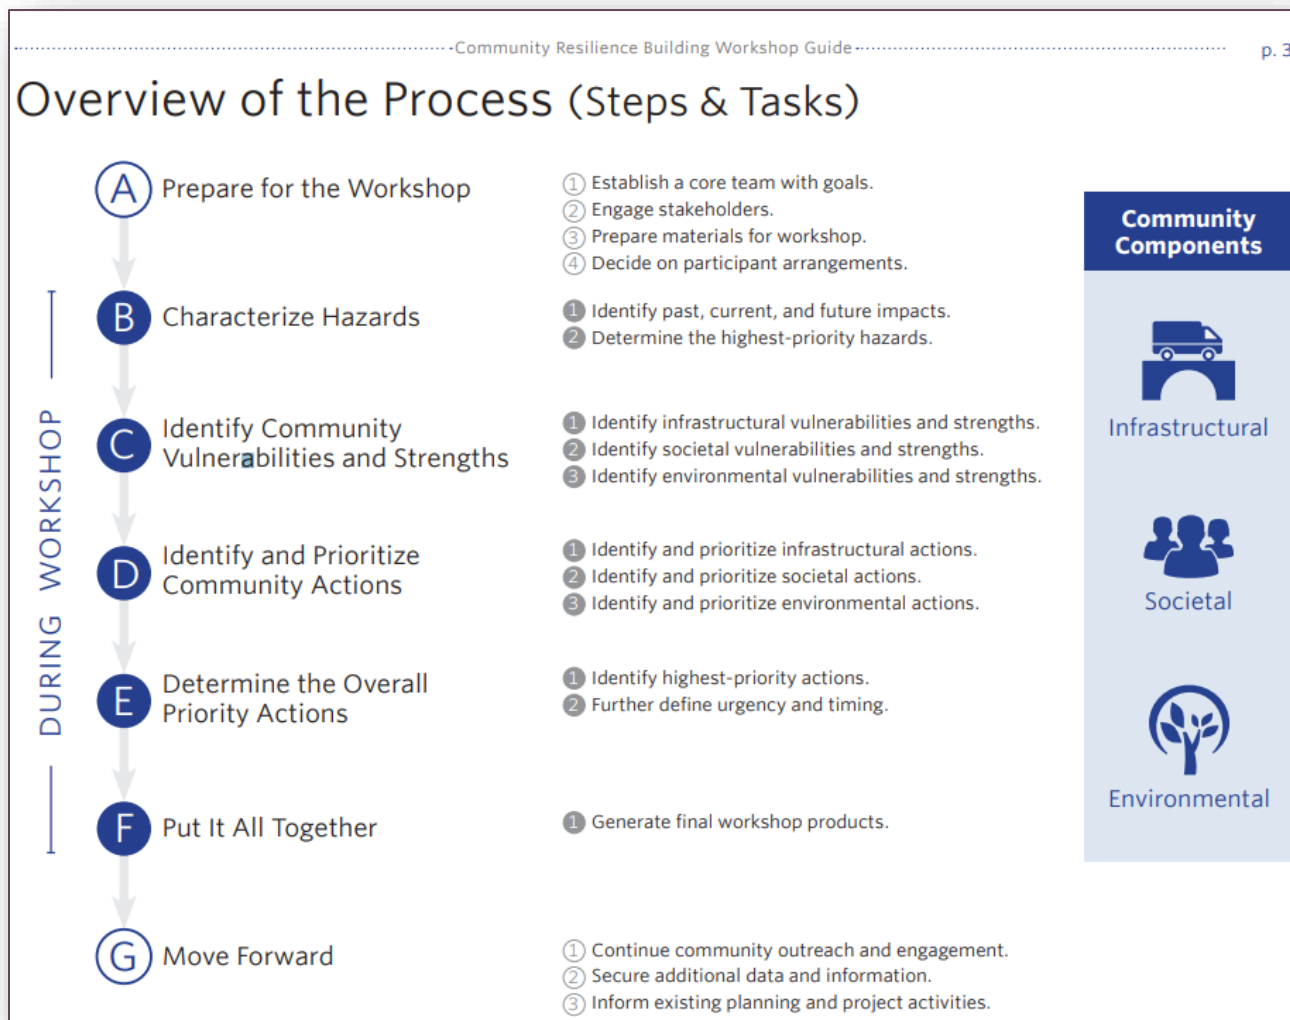 Community Resilience Building Workshop Guide
p. 3
Overview of the Process (Steps & Tasks)
A Prepare for the Workshop
1 Establish a core team with goals.
2 Engage stakeholders.
3 Prepare materials for workshop.
4 Decide on participant arrangements.
DURING WORKSHOP
B Characterize Hazards
1 Identify past, current, and future impacts.
2 Determine the highest-priority hazards.
C Identify Community
Vulnerabilities and Strengths
1 Identify infrastructural vulnerabilities and strengths.
2 Identify societal vulnerabilities and strengths.
3 Identify environmental vulnerabilities and strengths.
D Identify and Prioritize
Community Actions
1 Identify and prioritize infrastructural actions.
2 Identify and prioritize societal actions.
3 Identify and prioritize environmental actions.
E Determine the Overall
Priority Actions
1 Identify highest-priority actions.
2 Further define urgency and timing.
F Put It All Together
1 Generate final workshop products.
G Move Forward
1 Continue community outreach and engagement.
2 Secure additional data and information.
3 Inform existing planning and project activities.
Community
Components
Infrastructural
Societal
Environmental